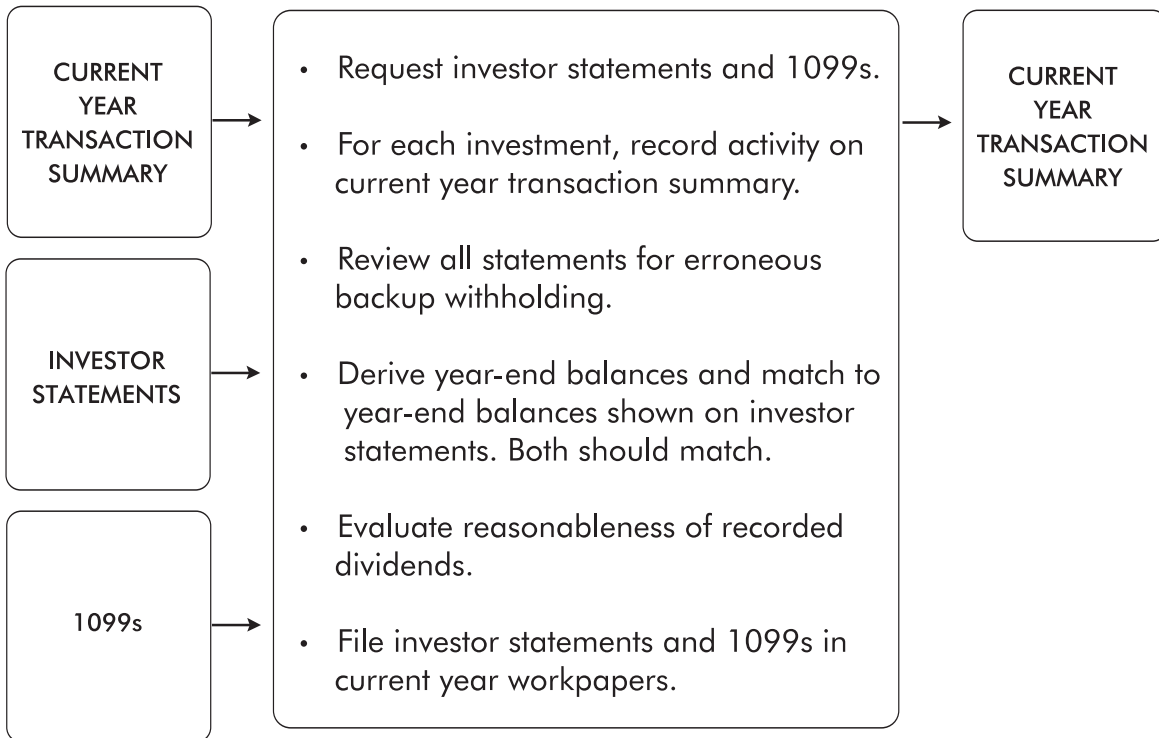 CURRENT
YEAR
TRANSACTION
SUMMARY
INVESTOR
STATEMENTS
1099s
• Request investor statements and 1099s.
• For each investment, record activity on
current year transaction summary.
• Review all statements for erroneous
backup withholding.
• Derive year-end balances and match to
year-end balances shown on investor
statements. Both should match.
• Evaluate reasonableness of recorded
dividends.
• File investor statements and 1099s in
current year workpapers.
CURRENT
YEAR
TRANSACTION
SUMMARY